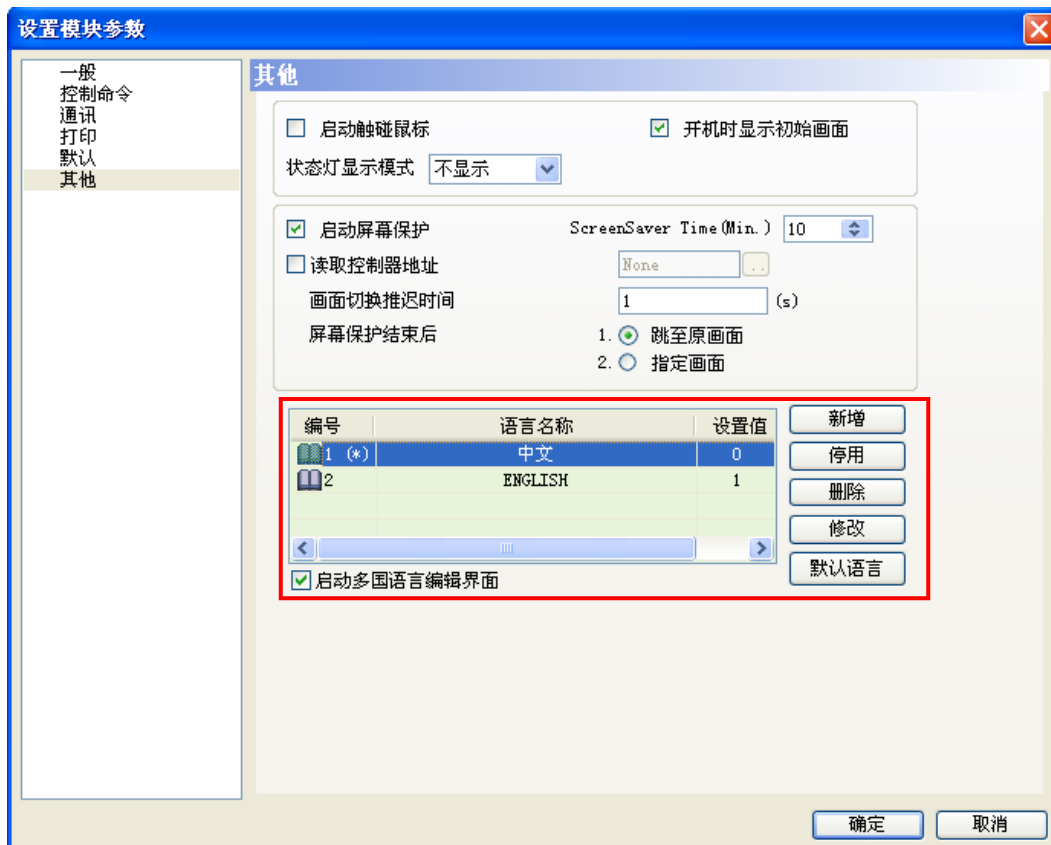 设置模块参数
一般
控制命令
通讯
打印
默认
其他
其他
启动触碰鼠标 开机时显示初始画面
状态灯显示模式 不显示
启动屏幕保护 ScreenSaver Time(Min.) 10
读取控制器地址 None ..
画面切换推迟时间 1 (s)
屏幕保护结束后 1. 跳至原画面
2. 指定画面
编号 语言名称 设置值 新增
1 (*) 中文 0 停用
2 ENGLISH 1 删除
修改
默认语言
启动多国语言编辑界面
确定 取消